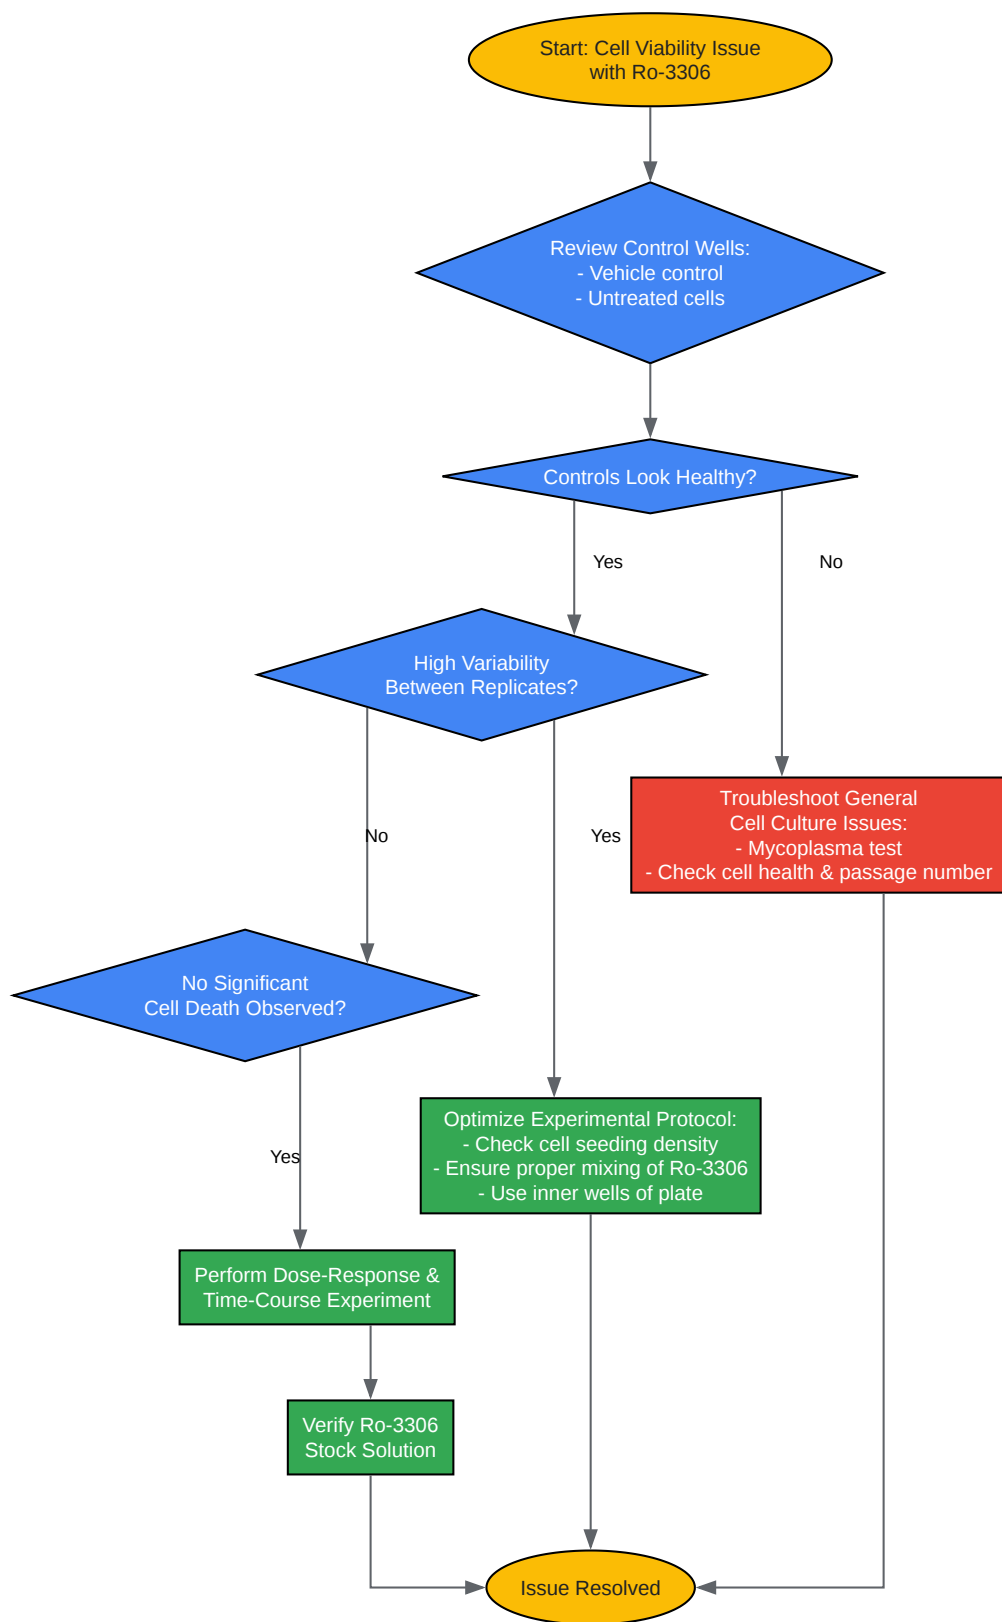 Start: Cell Viability Issue
with Ro-3306
Review Control Wells:
- Vehicle control
- Untreated cells
Controls Look Healthy?
Yes
No
High Variability
Between Replicates?
No
Yes
Troubleshoot General
Cell Culture Issues:
- Mycoplasma test
- Check cell health & passage number
No Significant
Cell Death Observed?
Yes
Optimize Experimental Protocol:
- Check cell seeding density
- Ensure proper mixing of Ro-3306
- Use inner wells of plate
Perform Dose-Response &
Time-Course Experiment
Verify Ro-3306
Stock Solution
Issue Resolved